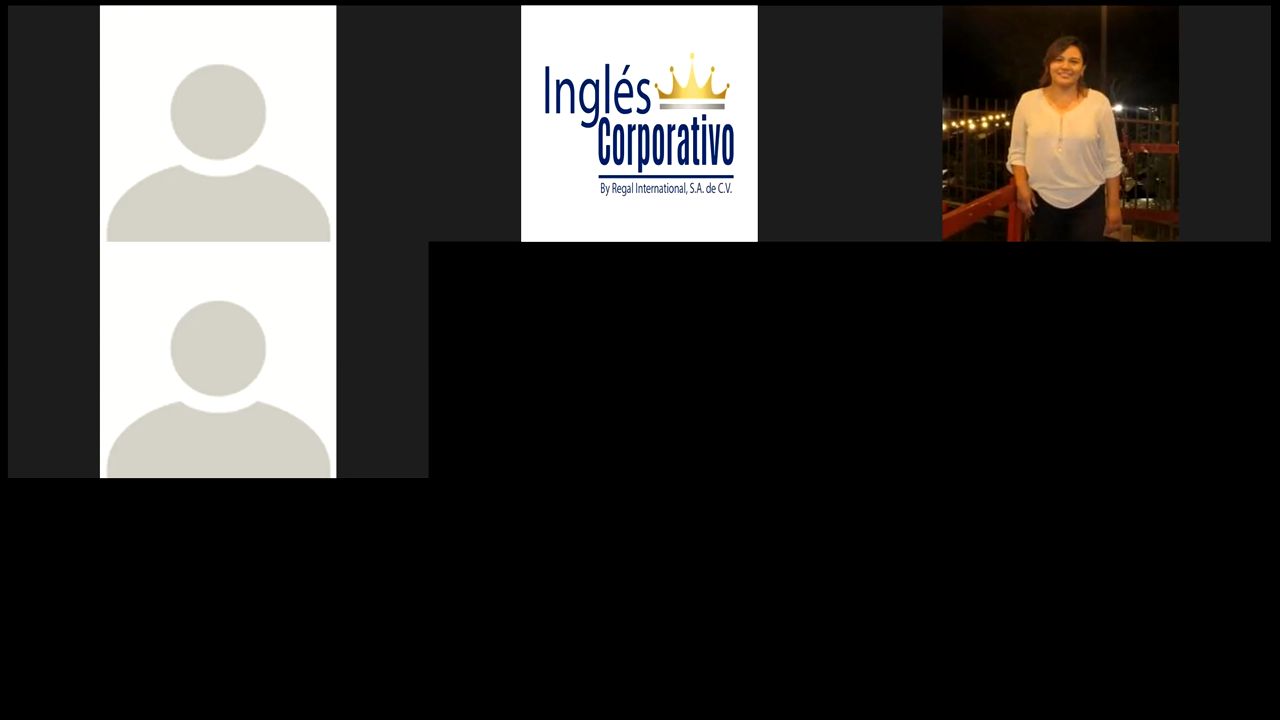 Inglés
Corporativo
By Regal International, S.A. de C.V.